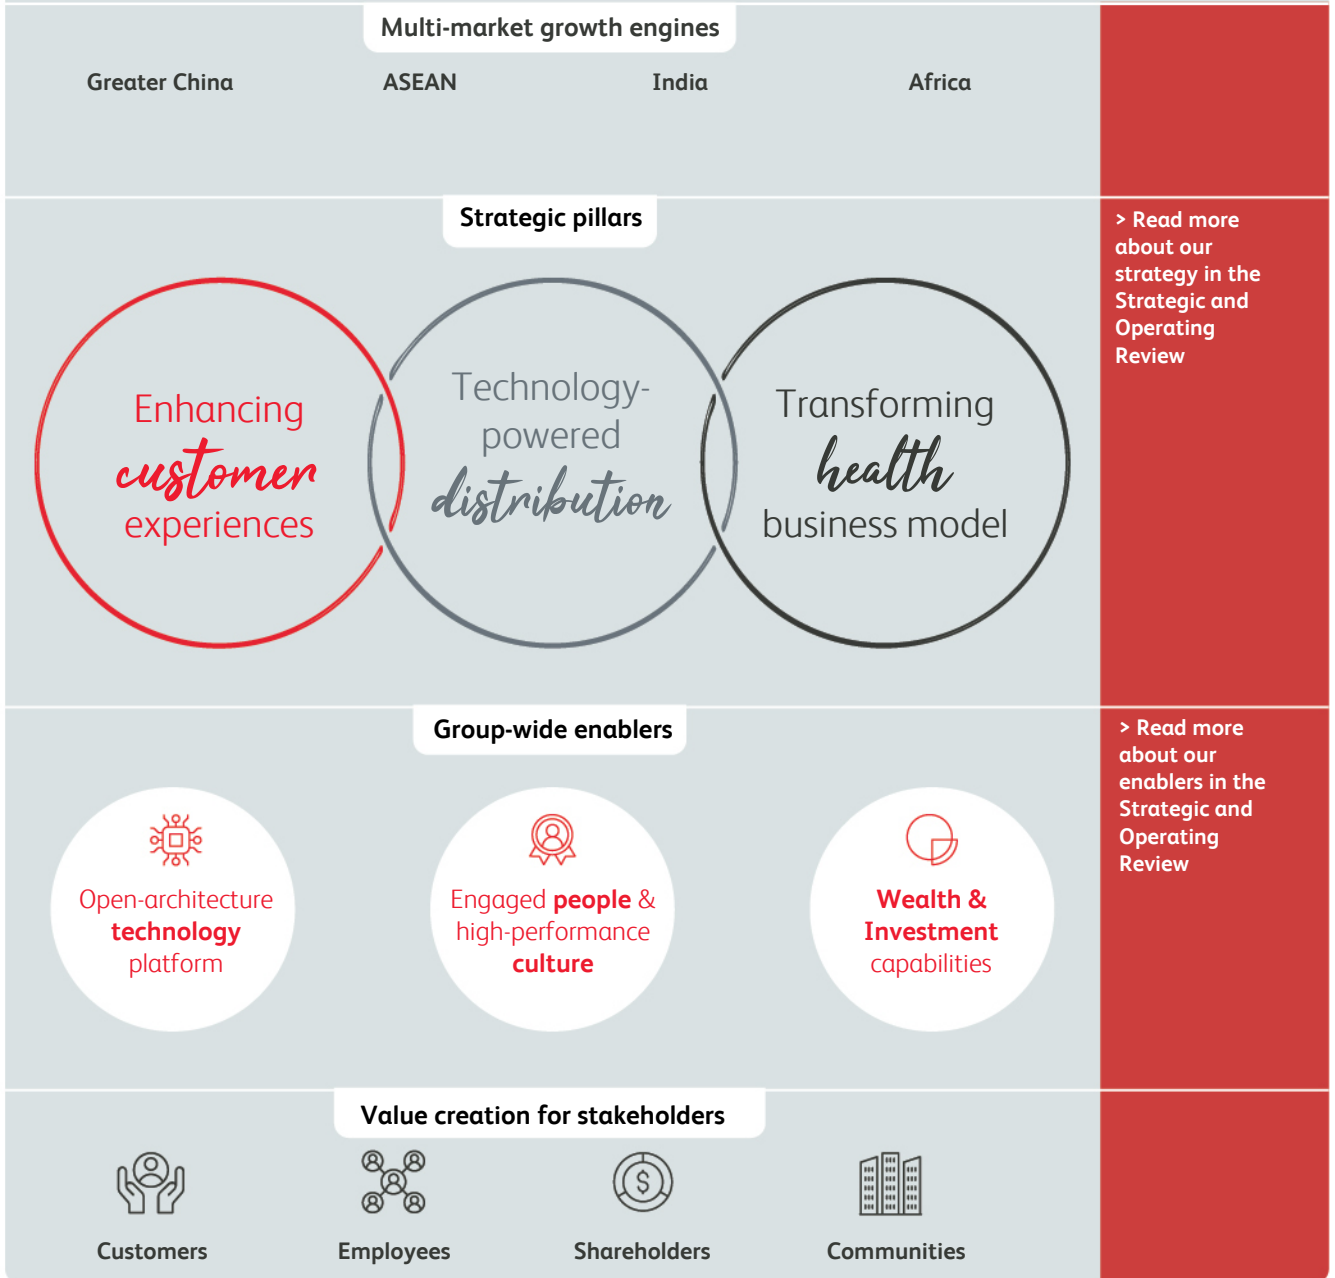 Multi-market growth engines
Greater China
ASEAN
India
Africa
Strategic pillars
Enhancing
customer
experiences
Technology-
powered
distribution
Transforming
health
business model
> Read more
about our
strategy in the
Strategic and
Operating
Review
Group-wide enablers
Open-architecture
technology
platform
Engaged people &
high-performance
culture
Wealth &
Investment
capabilities
> Read more
about our
enablers in the
Strategic and
Operating
Review
Value creation for stakeholders
$
Customers
Employees
Shareholders
Communities